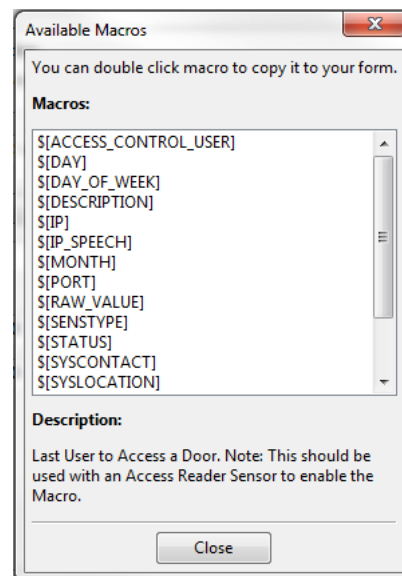 Available Macros
You can double click macro to copy it to your form.
Macros:
$[ACCESS_CONTROL_USER]
$[DAY]
$[DAY_OF_WEEK]
$[DESCRIPTION]
$[IP]
$[IP_SPEECH]
$[MONTH]
$[PORT]
$[RAW_VALUE]
$[SENSTYPE]
$[STATUS]
$[SYSCONTACT]
$[SYSLOCATION]
Description:
Last User to Access a Door. Note: This should be
used with an Access Reader Sensor to enable the
Macro.
Close